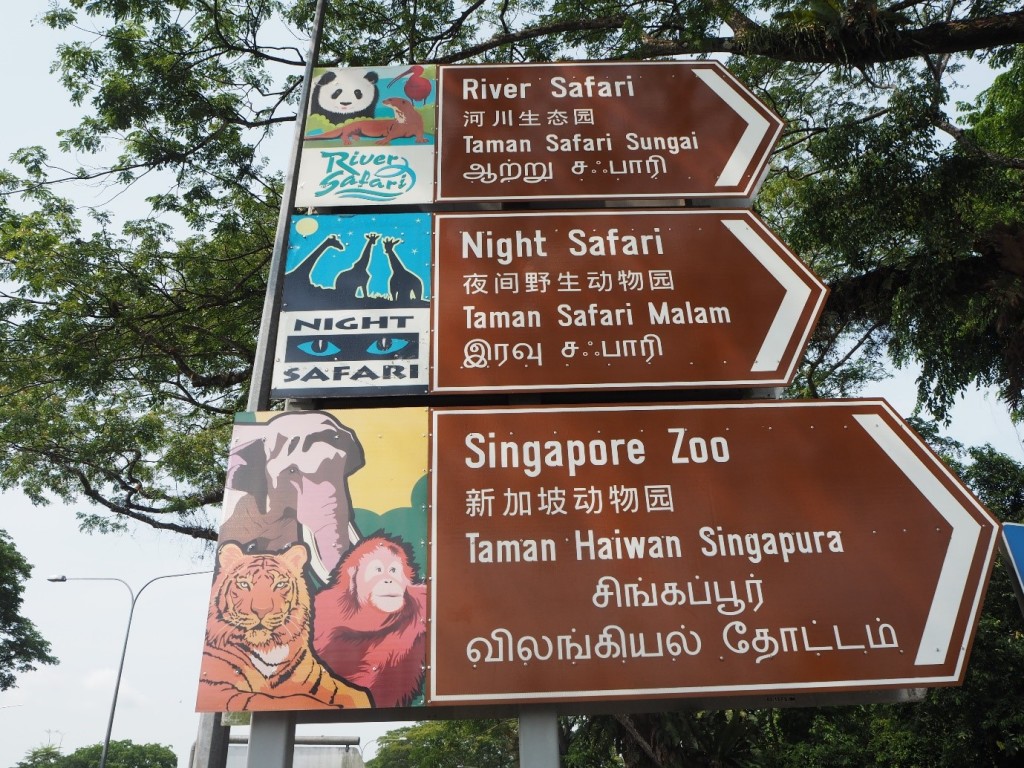 River Safari
River Safari
河川生态园
Taman Safari Sungai
ஆற்று சஃபாரி
NIGHT SAFARI
Night Safari
夜间野生动物园
Taman Safari Malam
இரவு சஃபாரி
Singapore Zoo
新加坡动物园
Taman Haiwan Singapura
சிங்கப்பூர்
விலங்கியல் தோட்டம்